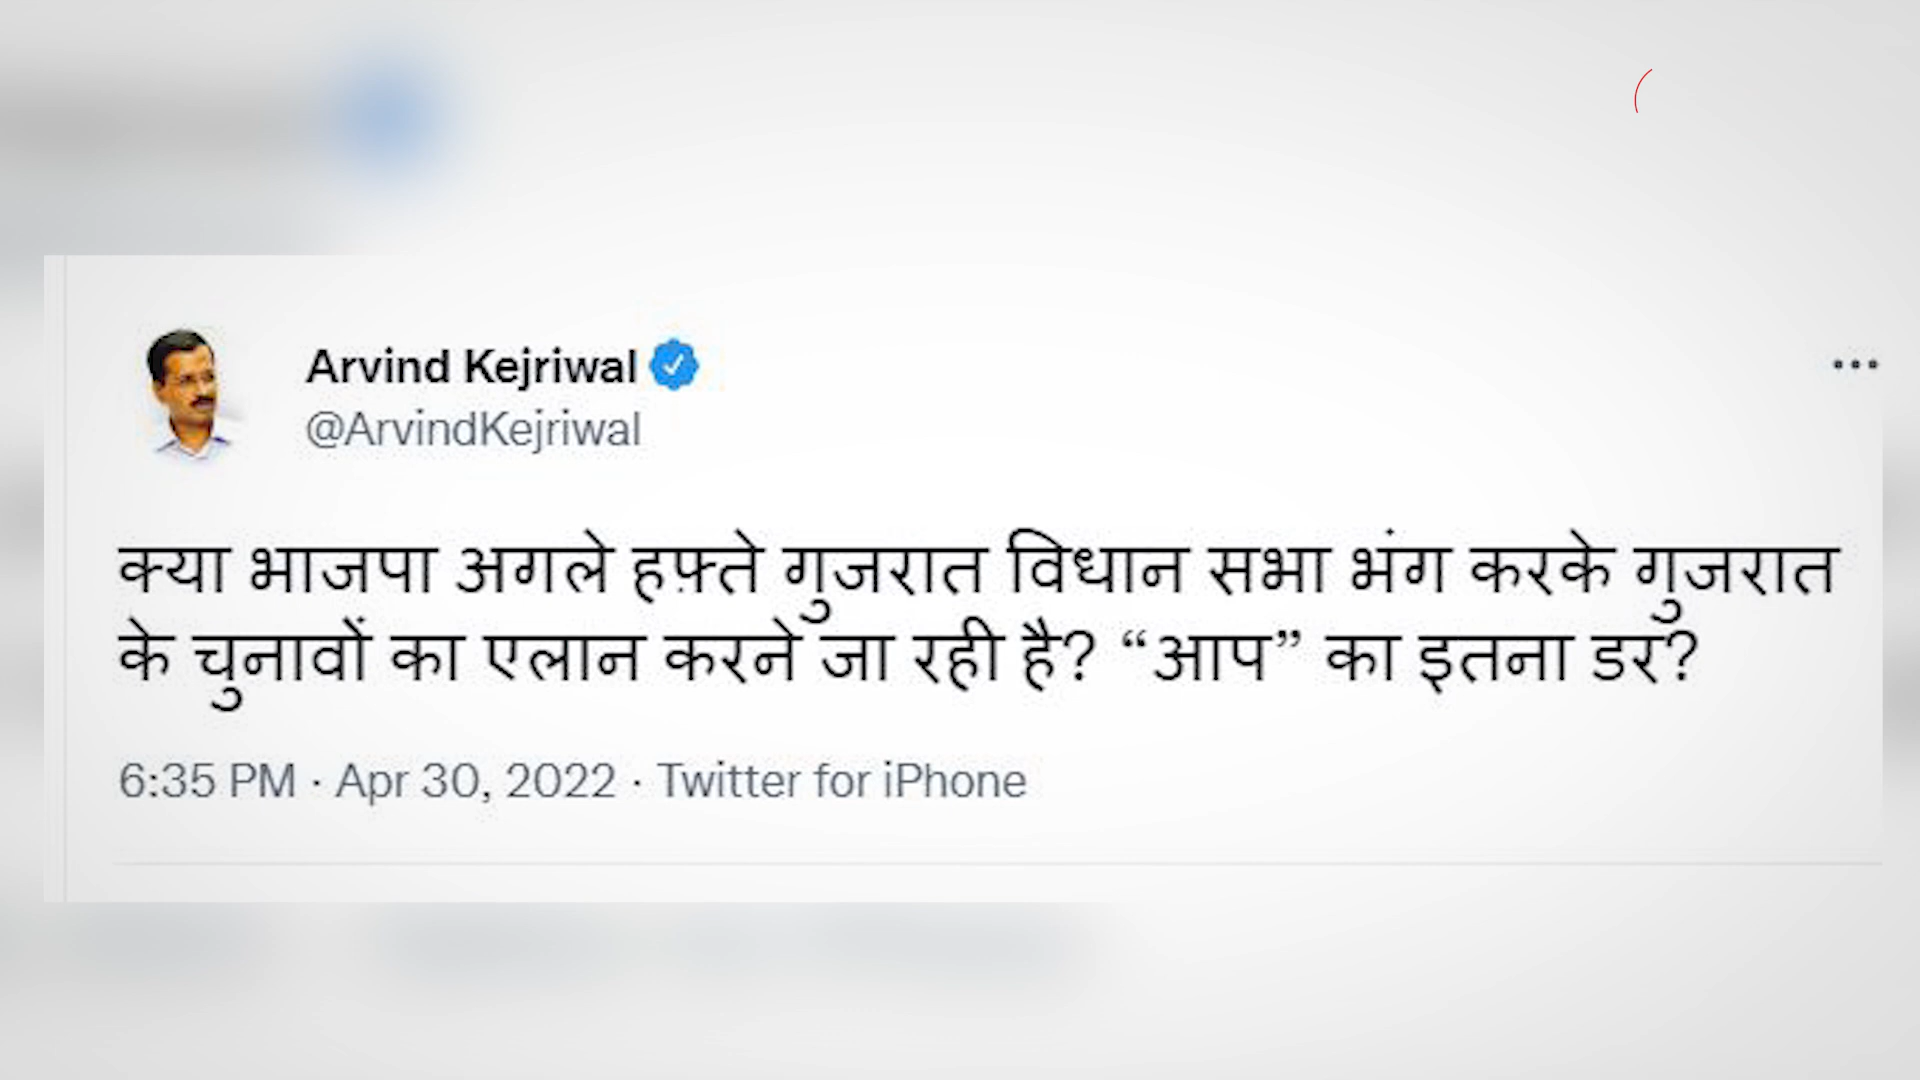 Arvind Kejriwal
@ArvindKejriwal
क्या भाजपा अगले हफ़्ते गुजरात विधान सभा भंग करके गुजरात
के चुनावों का एलान करने जा रही है? “आप” का इतना डर?
6:35 PM · Apr 30, 2022 · Twitter for iPhone